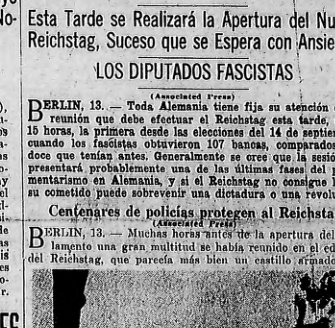 Esta Tarde se Realizará la Apertura del Nu
Reichstag, Suceso que se Espera con Ansie
LOS DIPUTADOS FASCISTAS
(Associated Press)
BERLIN, 13. — Toda Alemania tiene fija su atención
reunión que debe efectuar el Reichstag esta tarde,
15 horas, la primera desde las elecciones del 14 de septie
cuando los fascistas obtuvieron 107 bancas, comparados
doce que tenían antes. Generalmente se cree que la sesió
presentará probablemente una de las últimas fases del p
mentarismo en Alemania, y si el Reichstag no consigue l
su cometido puede sobrevenir una dictadura o una revolu
Centenares de policías protegen al Reichsta
(Associated Press)
BERLIN, 13. — Muchas horas antes de la apertura del
lamento una gran multitud se había reunido en el ed
del Reichstag, que parecía más bien un castillo armado